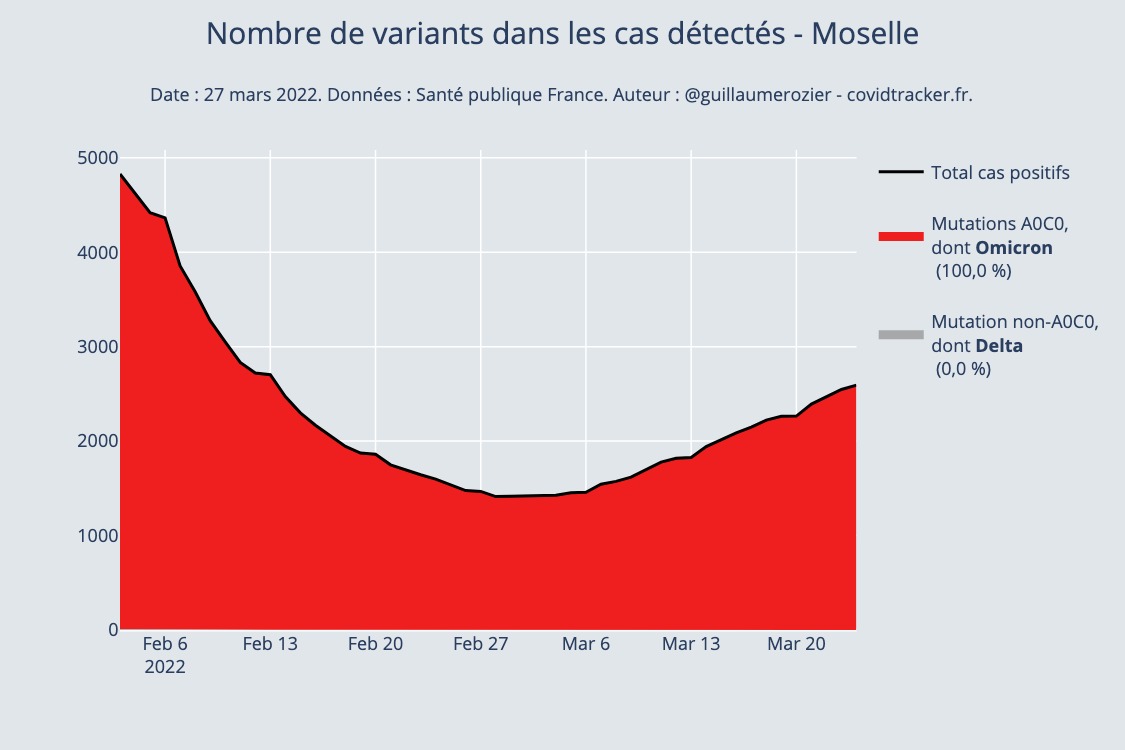 Nombre de variants dans les cas détectés - Moselle
Date : 27 mars 2022. Données : Santé publique France. Auteur : @guillaumerozier - covidtracker.fr.
5000
4000
3000
2000
1000
0
Feb 6
2022
Feb 13
Feb 20
Feb 27
Mar 6
Mar 13
Mar 20
Total cas positifs
Mutations A0C0,
dont Omicron
(100,0 %)
Mutation non-A0C0,
dont Delta
(0,0 %)